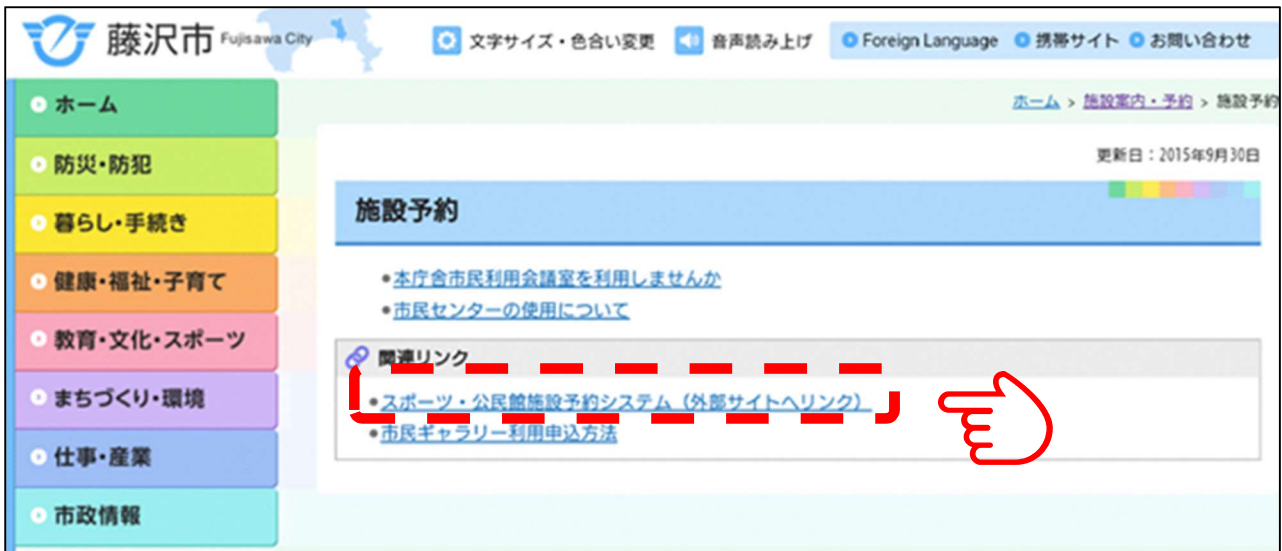 藤沢市 Fujisawa City
文字サイズ・色合い変更 音声読み上げ Foreign Language 携帯サイト お問い合わせ
ホーム
防災・防犯
暮らし・手続き
健康・福祉・子育て
教育・文化・スポーツ
まちづくり・環境
仕事・産業
市政情報
ホーム > 施設案内・予約 > 施設予約
更新日：2015年9月30日
施設予約
本庁舎市民利用会議室を利用しませんか
市民センターの使用について
関連リンク
スポーツ・公民館施設予約システム（外部サイトへリンク）
市民ギャラリー利用申込方法